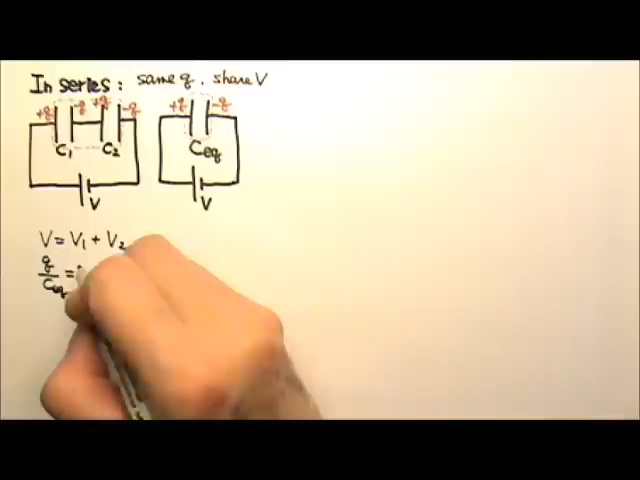 In series: same q. share V
+q -q +q -q +q -q
C₁ C₂ Ceq
V V
V = V₁ + V₂
q/Ceq =